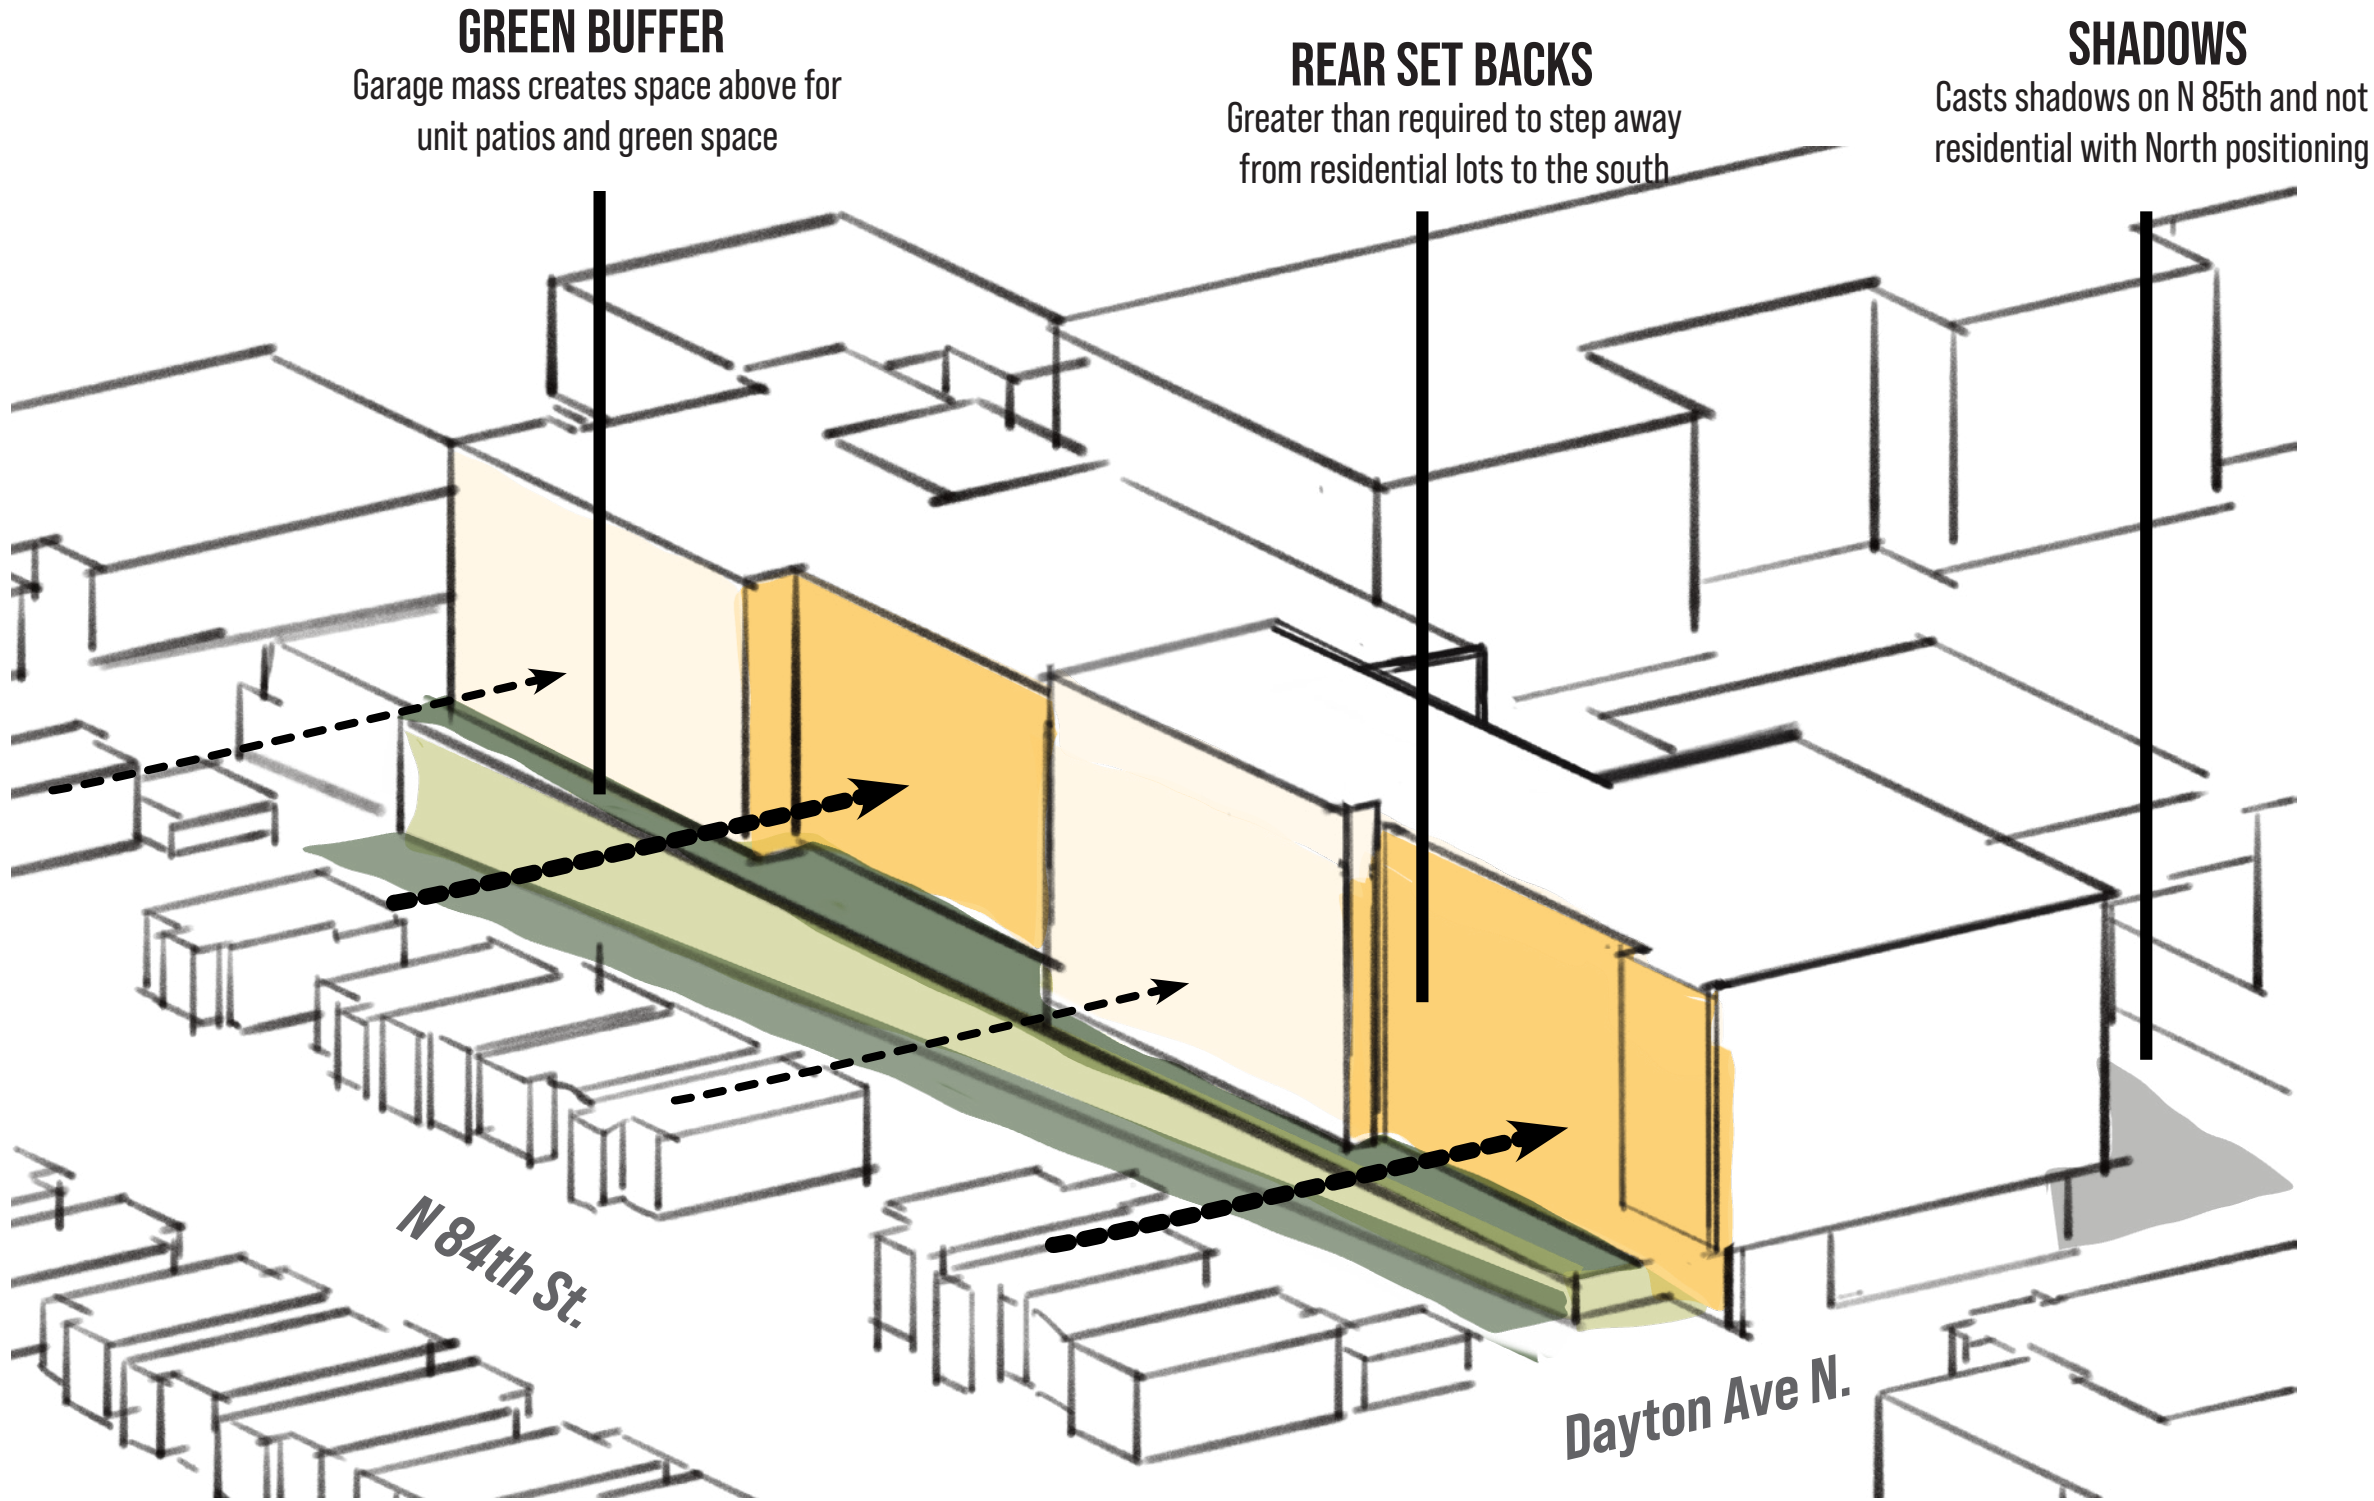 GREEN BUFFER
Garage mass creates space above for
unit patios and green space
REAR SET BACKS
Greater than required to step away
from residential lots to the south
SHADOWS
Casts shadows on N 85th and not
residential with North positioning
N 84th St.
Dayton Ave N.